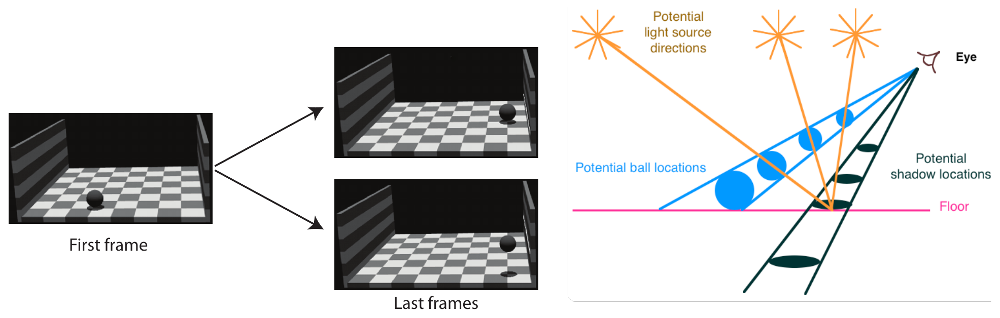 First frame
Last frames
Potential
light source
directions
Eye
Potential ball locations
Potential
shadow locations
Floor